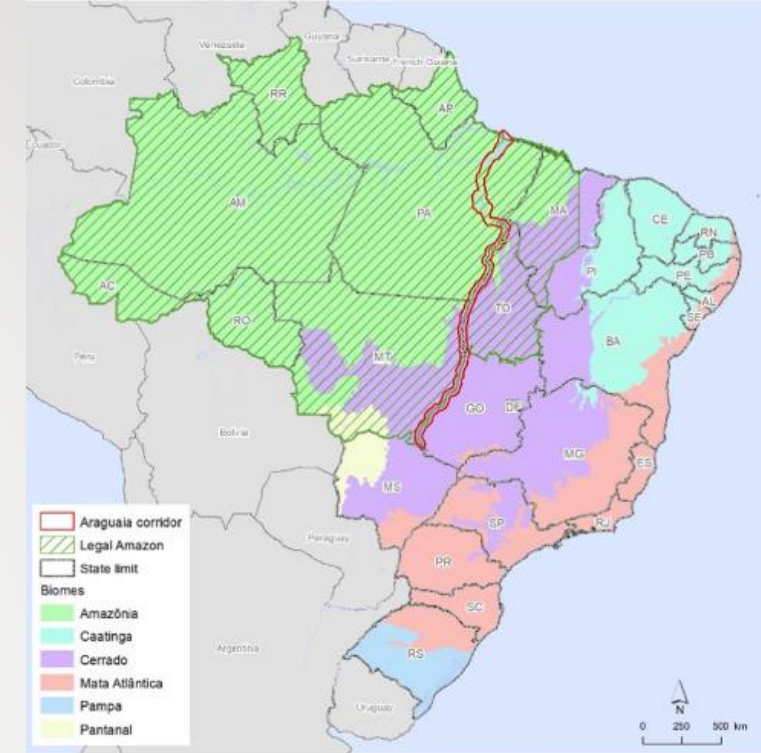 Venezuela
Guyana
Suriname
French Guiana
Colombia
Ecuador
RR
AP
AM
PA
MA
CE
RN
PB
PE
PI
AL
SE
AC
RO
TO
BA
MT
Peru
Bolivia
GO
DF
MG
ES
MS
SP
RJ
Paraguay
PR
SC
RS
Argentina
Uruguay
Araguaia corridor
Legal Amazon
State limit
Biomes
Amazônia
Caatinga
Cerrado
Mata Atlântica
Pampa
Pantanal
N
0 250 500 km